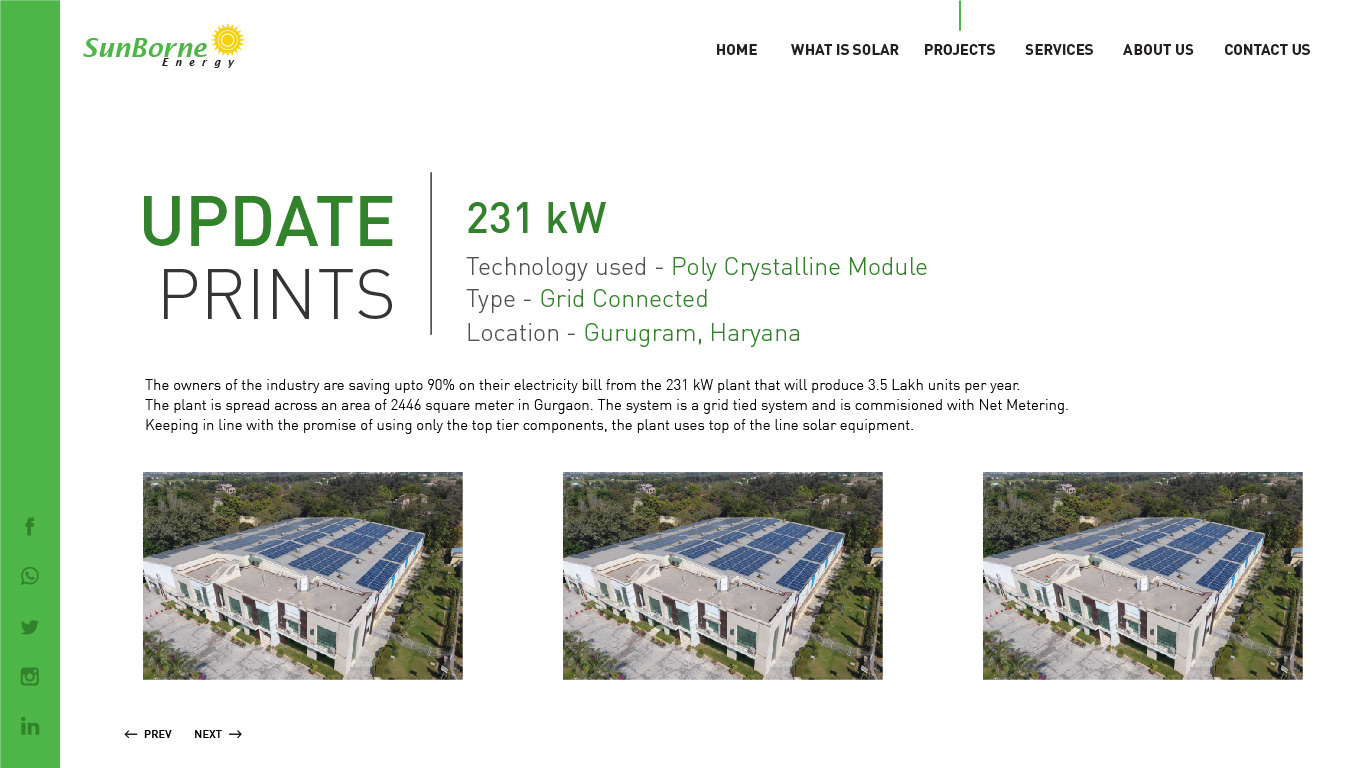 SunBorne
Energy
HOME WHAT IS SOLAR PROJECTS SERVICES ABOUT US CONTACT US
UPDATE
PRINTS
231 kW
Technology used - Poly Crystalline Module
Type - Grid Connected
Location - Gurugram, Haryana
The owners of the industry are saving upto 90% on their electricity bill from the 231 kW plant that will produce 3.5 Lakh units per year.
The plant is spread across an area of 2446 square meter in Gurgaon. The system is a grid tied system and is commisioned with Net Metering.
Keeping in line with the promise of using only the top tier components, the plant uses top of the line solar equipment.
PREV NEXT